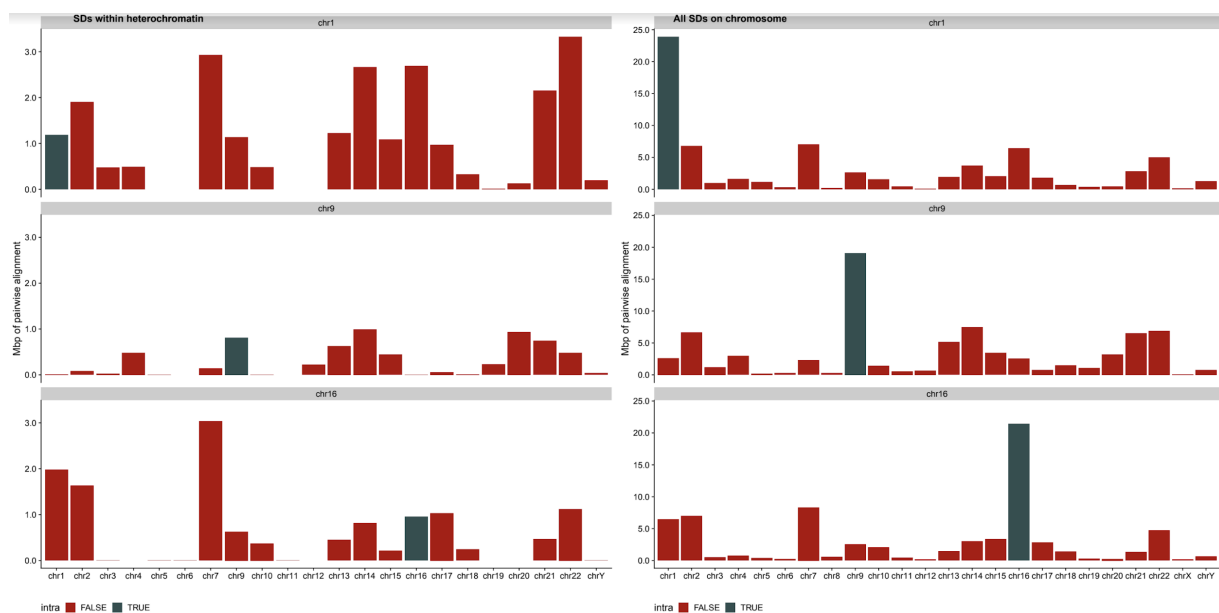 SDs within heterochromatin
chr1
3.0
2.0
1.0
0.0
chr9
3.0
2.0
1.0
0.0
chr16
3.0
2.0
1.0
0.0
Mbp of pairwise alignment
chr1 chr2 chr3 chr4 chr5 chr6 chr7 chr9 chr10 chr11 chr12 chr13 chr14 chr15 chr16 chr17 chr18 chr19 chr20 chr21 chr22 chrY
intra FALSE TRUE
All SDs on chromosome
chr1
25.0
20.0
15.0
10.0
5.0
0.0
chr9
25.0
20.0
15.0
10.0
5.0
0.0
chr16
25.0
20.0
15.0
10.0
5.0
0.0
Mbp of pairwise alignment
chr1 chr2 chr3 chr4 chr5 chr6 chr7 chr8 chr9 chr10 chr11 chr12 chr13 chr14 chr15 chr16 chr17 chr18 chr19 chr20 chr21 chr22 chrX chrY
intra FALSE TRUE